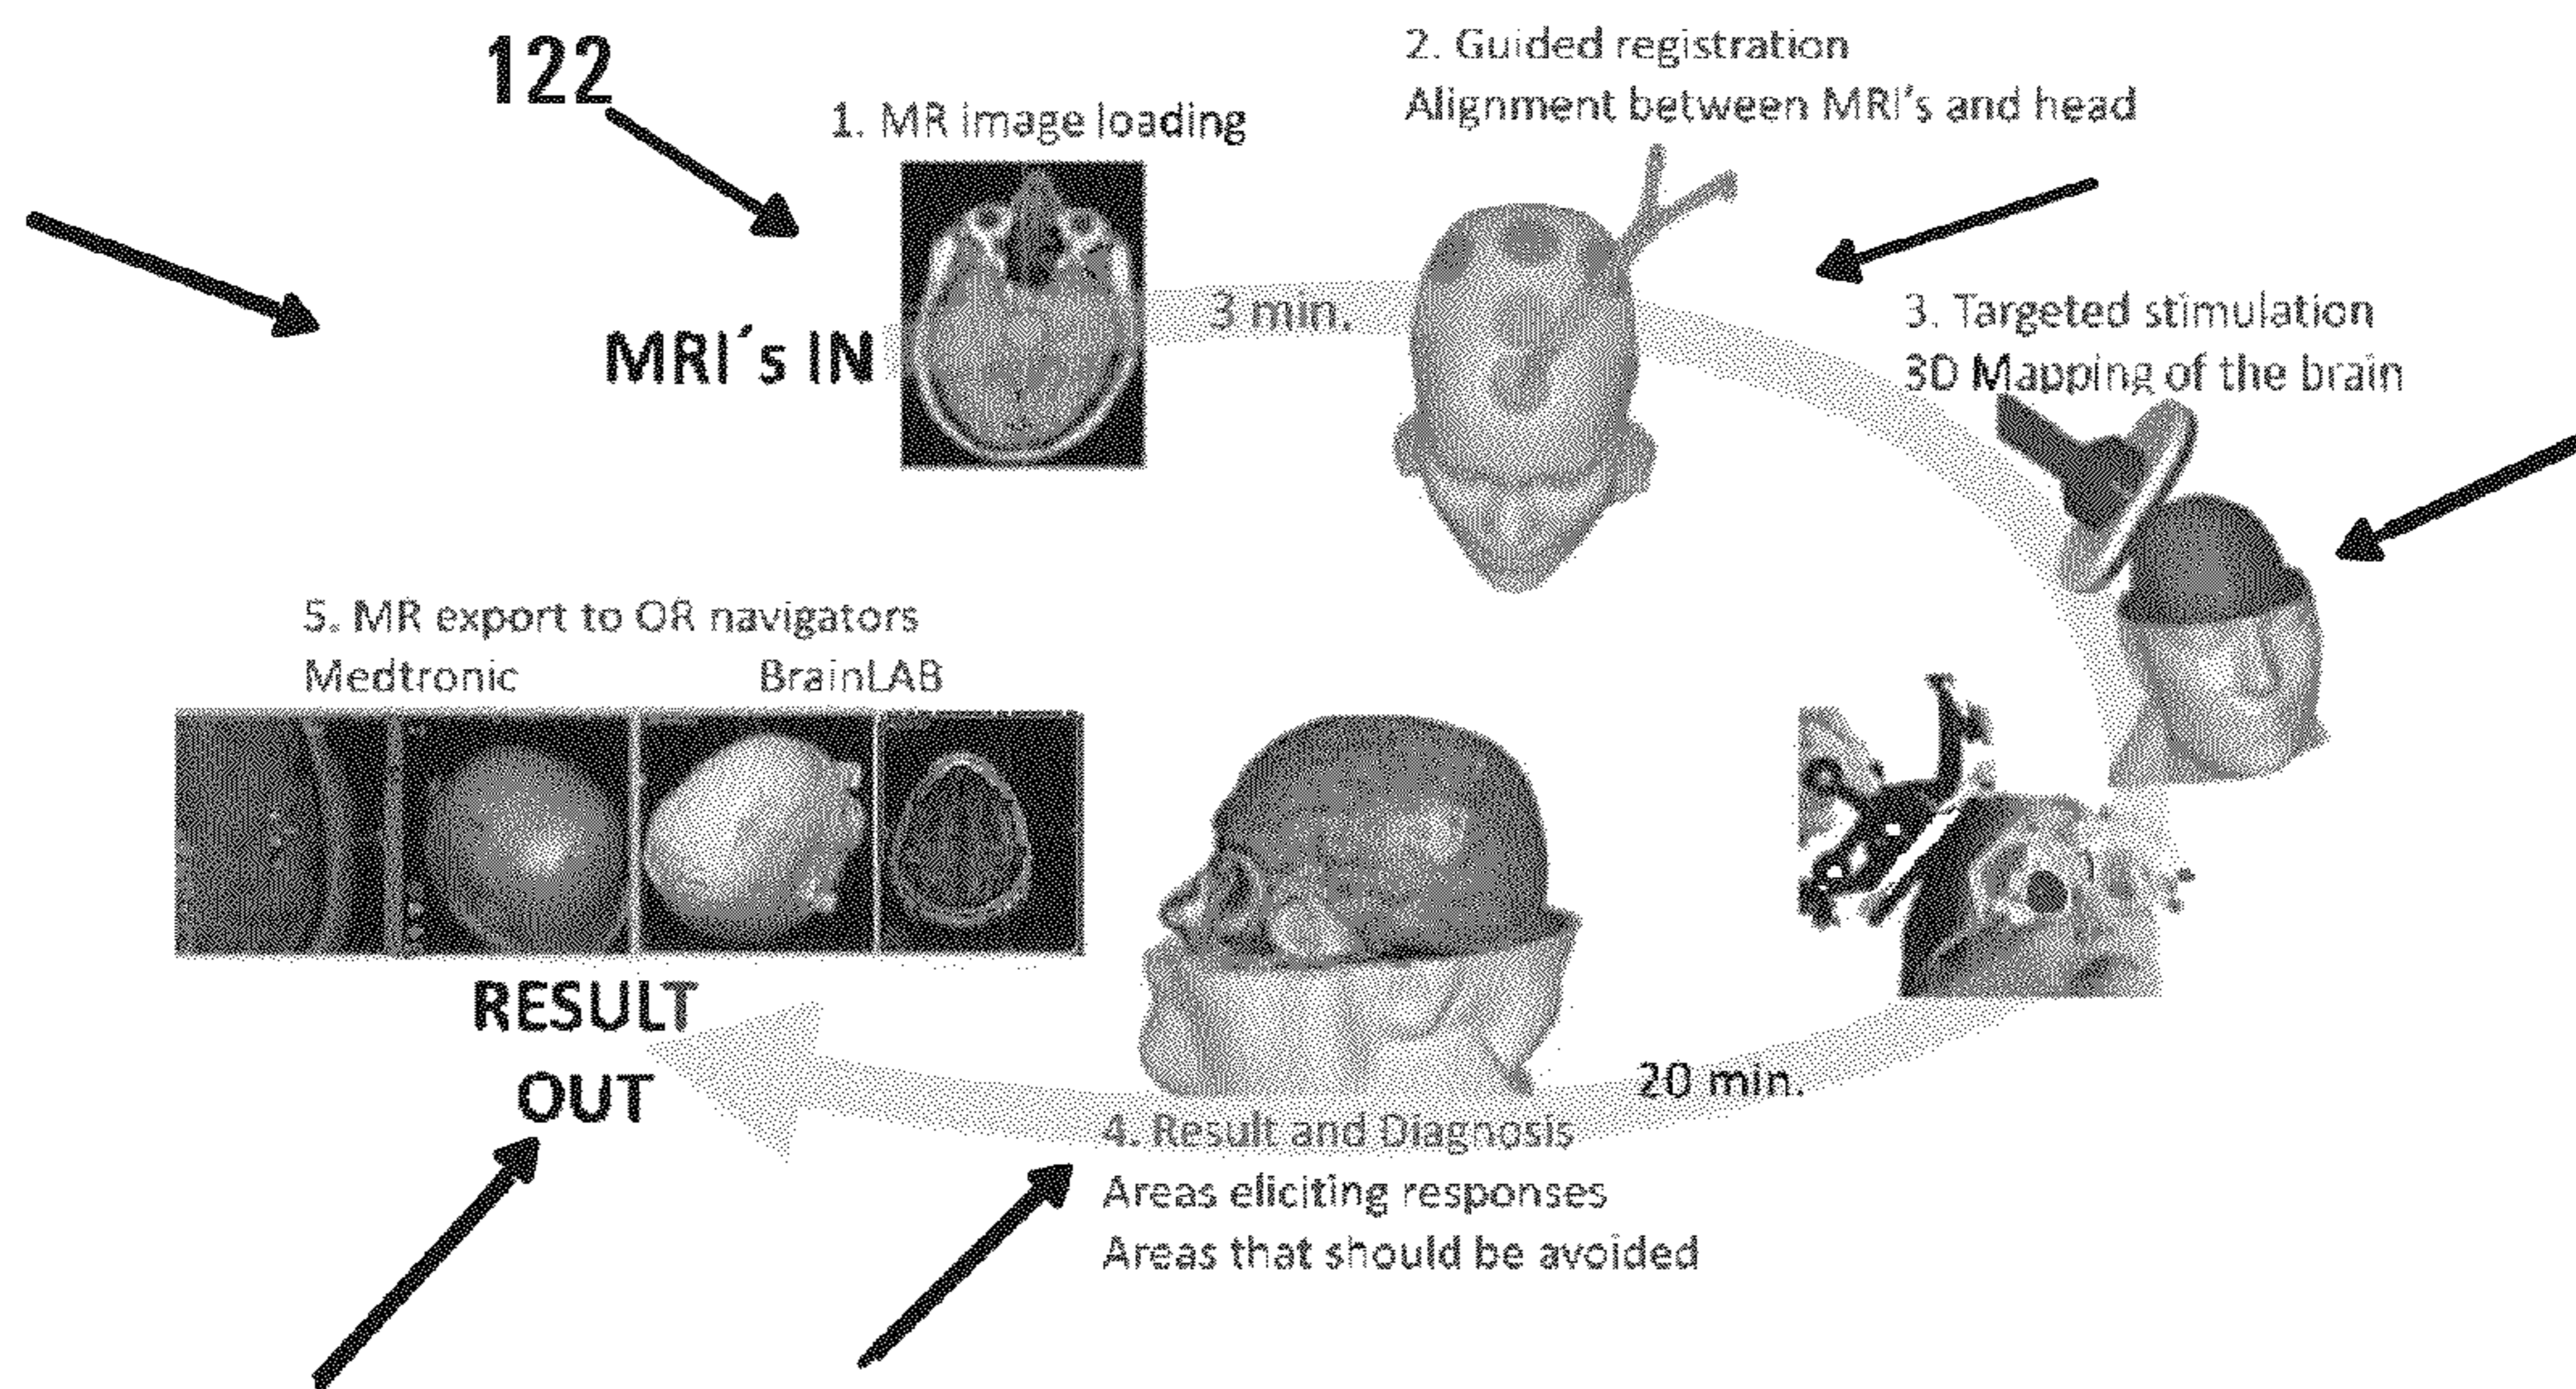 122
1. MR image loading
2. Guided registration
Alignment between MRI's and head
MRI´s IN
3 min.
3. Targeted stimulation
3D Mapping of the brain
20 min.
4. Result and Diagnosis
Areas eliciting responses
Areas that should be avoided
5. MR export to OR navigators
Medtronic BrainLAB
RESULT
OUT